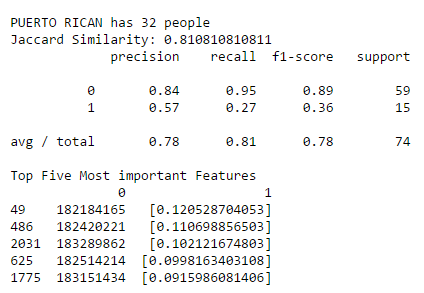 PUERTO RICAN has 32 people
Jaccard Similarity: 0.810810810811
precision recall f1-score support
0 0.84 0.95 0.89 59
1 0.57 0.27 0.36 15
avg / total 0.78 0.81 0.78 74
Top Five Most important Features
0 1
49 182184165 [0.120528704053]
486 182420221 [0.110698856503]
2031 183289862 [0.102121674803]
625 182514214 [0.0998163403108]
1775 183151434 [0.0915986081406]